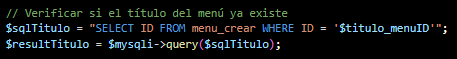 // Verificar si el título del menú ya existe
$sqlTitulo = "SELECT ID FROM menu_crear WHERE ID = '$titulo_menuID'";
$resultTitulo = $mysqli->query($sqlTitulo);